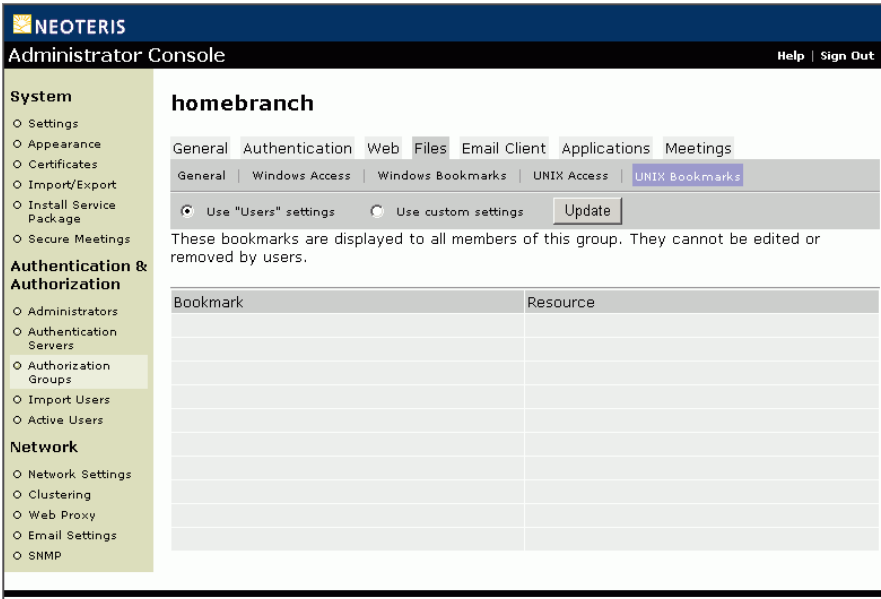 NEOTERIS
Administrator Console
Help | Sign Out
System
Settings
Appearance
Certificates
Import/Export
Install Service
Package
Secure Meetings
Authentication &
Authorization
Administrators
Authentication
Servers
Authorization
Groups
Import Users
Active Users
Network
Network Settings
Clustering
Web Proxy
Email Settings
SNMP
homebranch
General Authentication Web Files Email Client Applications Meetings
General | Windows Access | Windows Bookmarks | UNIX Access | UNIX Bookmarks
Use "Users" settings Use custom settings Update
These bookmarks are displayed to all members of this group. They cannot be edited or
removed by users.
Bookmark Resource